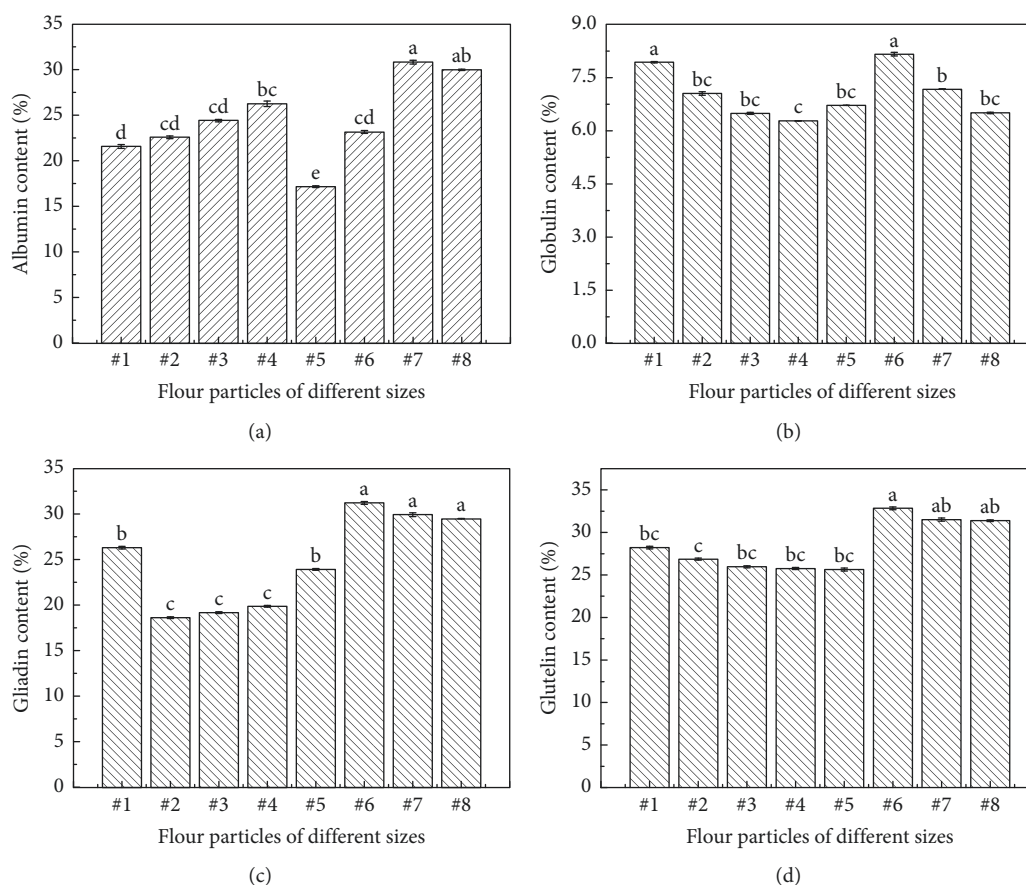 35
30
25
20
15
10
5
0
Albumin content (%)
d cd cd bc e cd a ab
#1 #2 #3 #4 #5 #6 #7 #8
Flour particles of different sizes
(a)
9.0
7.5
6.0
4.5
3.0
1.5
0.0
Globulin content (%)
a bc bc c bc a b bc
#1 #2 #3 #4 #5 #6 #7 #8
Flour particles of different sizes
(b)
35
30
25
20
15
10
5
0
Gliadin content (%)
b c c c b a a a
#1 #2 #3 #4 #5 #6 #7 #8
Flour particles of different sizes
(c)
35
30
25
20
15
10
5
0
Glutelin content (%)
bc c bc bc bc a ab ab
#1 #2 #3 #4 #5 #6 #7 #8
Flour particles of different sizes
(d)